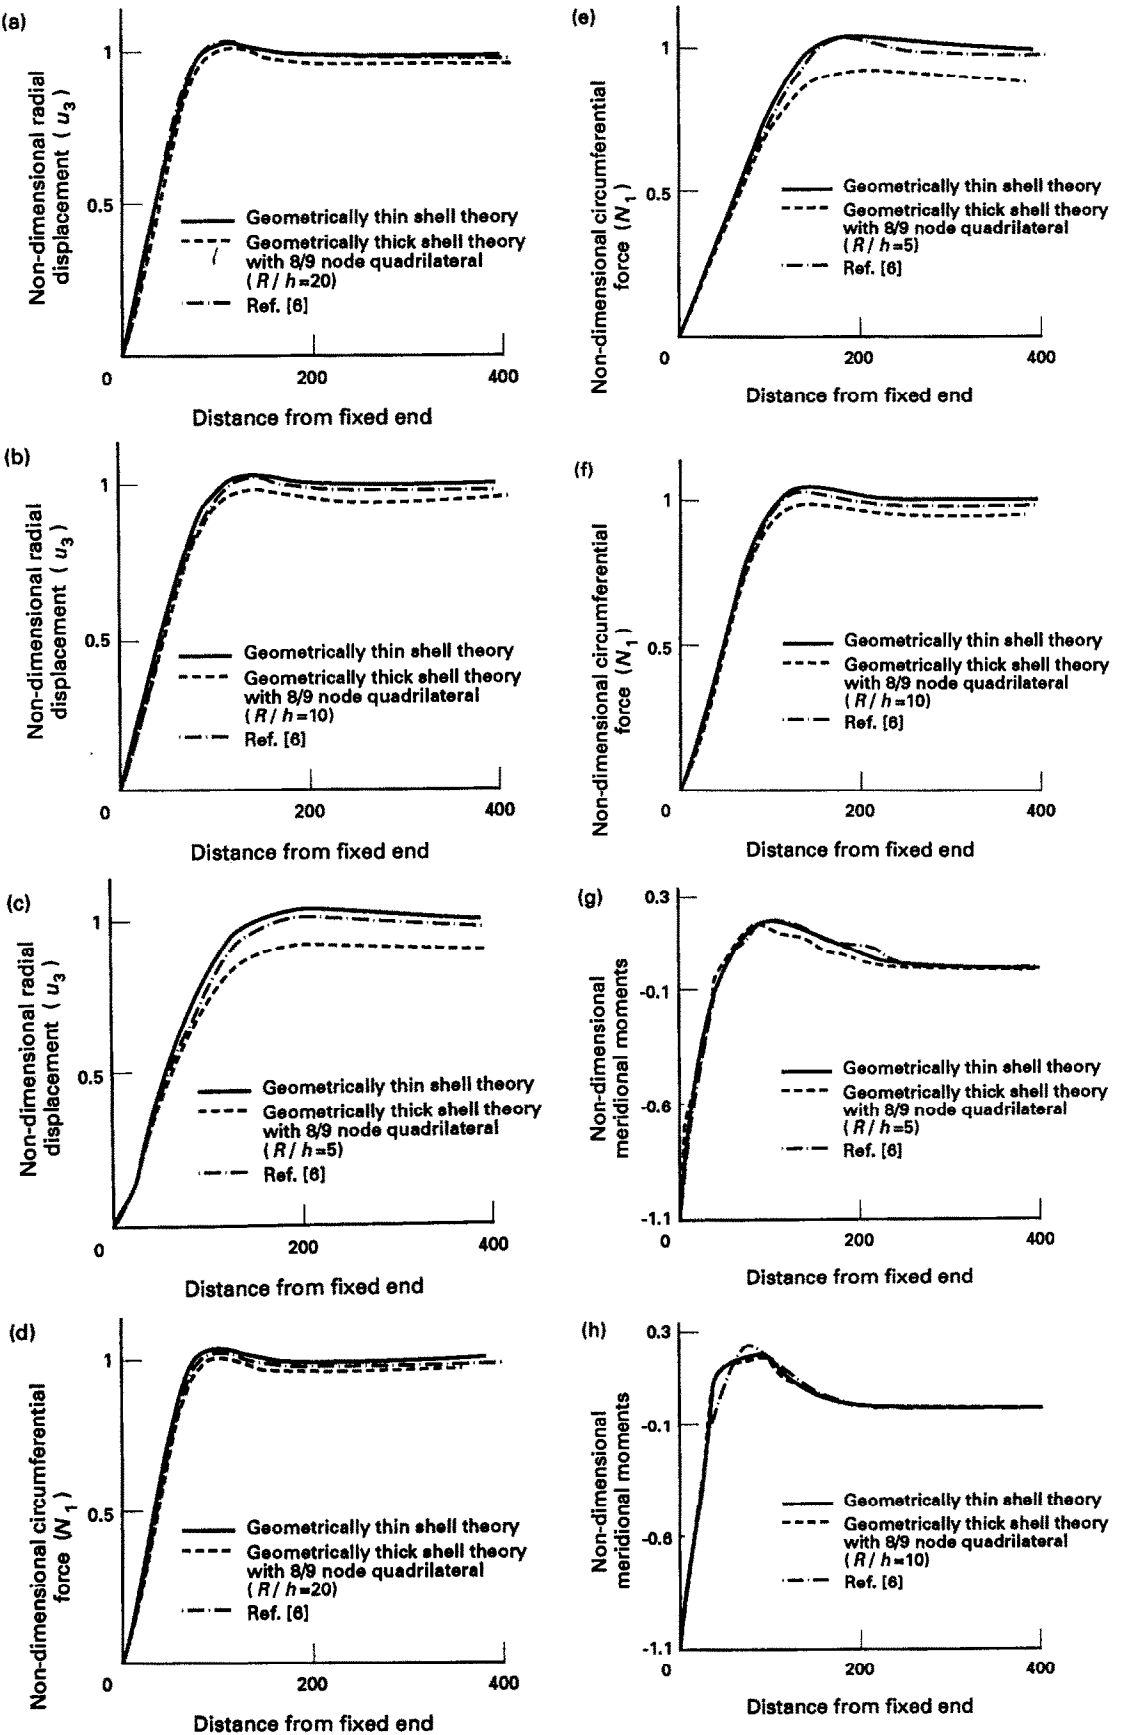 (a)
Non-dimensional radial
displacement ( u3 )
1
0.5
Geometrically thin shell theory
Geometrically thick shell theory
with 8/9 node quadrilateral
( R / h=20)
Ref. [6]
0
200
400
Distance from fixed end
(b)
Non-dimensional radial
displacement ( u3 )
1
0.5
Geometrically thin shell theory
Geometrically thick shell theory
with 8/9 node quadrilateral
( R / h=10)
Ref. [6]
0
200
400
Distance from fixed end
(c)
Non-dimensional radial
displacement ( u3 )
1
0.5
Geometrically thin shell theory
Geometrically thick shell theory
with 8/9 node quadrilateral
( R / h=5)
Ref. [6]
0
200
400
Distance from fixed end
(d)
Non-dimensional circumferential
force (N1 )
1
0.5
Geometrically thin shell theory
Geometrically thick shell theory
with 8/9 node quadrilateral
( R / h=20)
Ref. [6]
0
200
400
Distance from fixed end
(e)
Non-dimensional circumferential
force (N1 )
1
0.5
Geometrically thin shell theory
Geometrically thick shell theory
with 8/9 node quadrilateral
( R / h=5)
Ref. [6]
0
200
400
Distance from fixed end
(f)
Non-dimensional circumferential
force (N1 )
1
0.5
Geometrically thin shell theory
Geometrically thick shell theory
with 8/9 node quadrilateral
( R / h=10)
Ref. [6]
0
200
400
Distance from fixed end
(g)
Non-dimensional
meridional moments
0.3
-0.1
-0.6
-1.1
Geometrically thin shell theory
Geometrically thick shell theory
with 8/9 node quadrilateral
( R / h=5)
Ref. [6]
0
200
400
Distance from fixed end
(h)
Non-dimensional
meridional moments
0.3
-0.1
-0.8
-1.1
Geometrically thin shell theory
Geometrically thick shell theory
with 8/9 node quadrilateral
( R / h=10)
Ref. [6]
0
200
400
Distance from fixed end